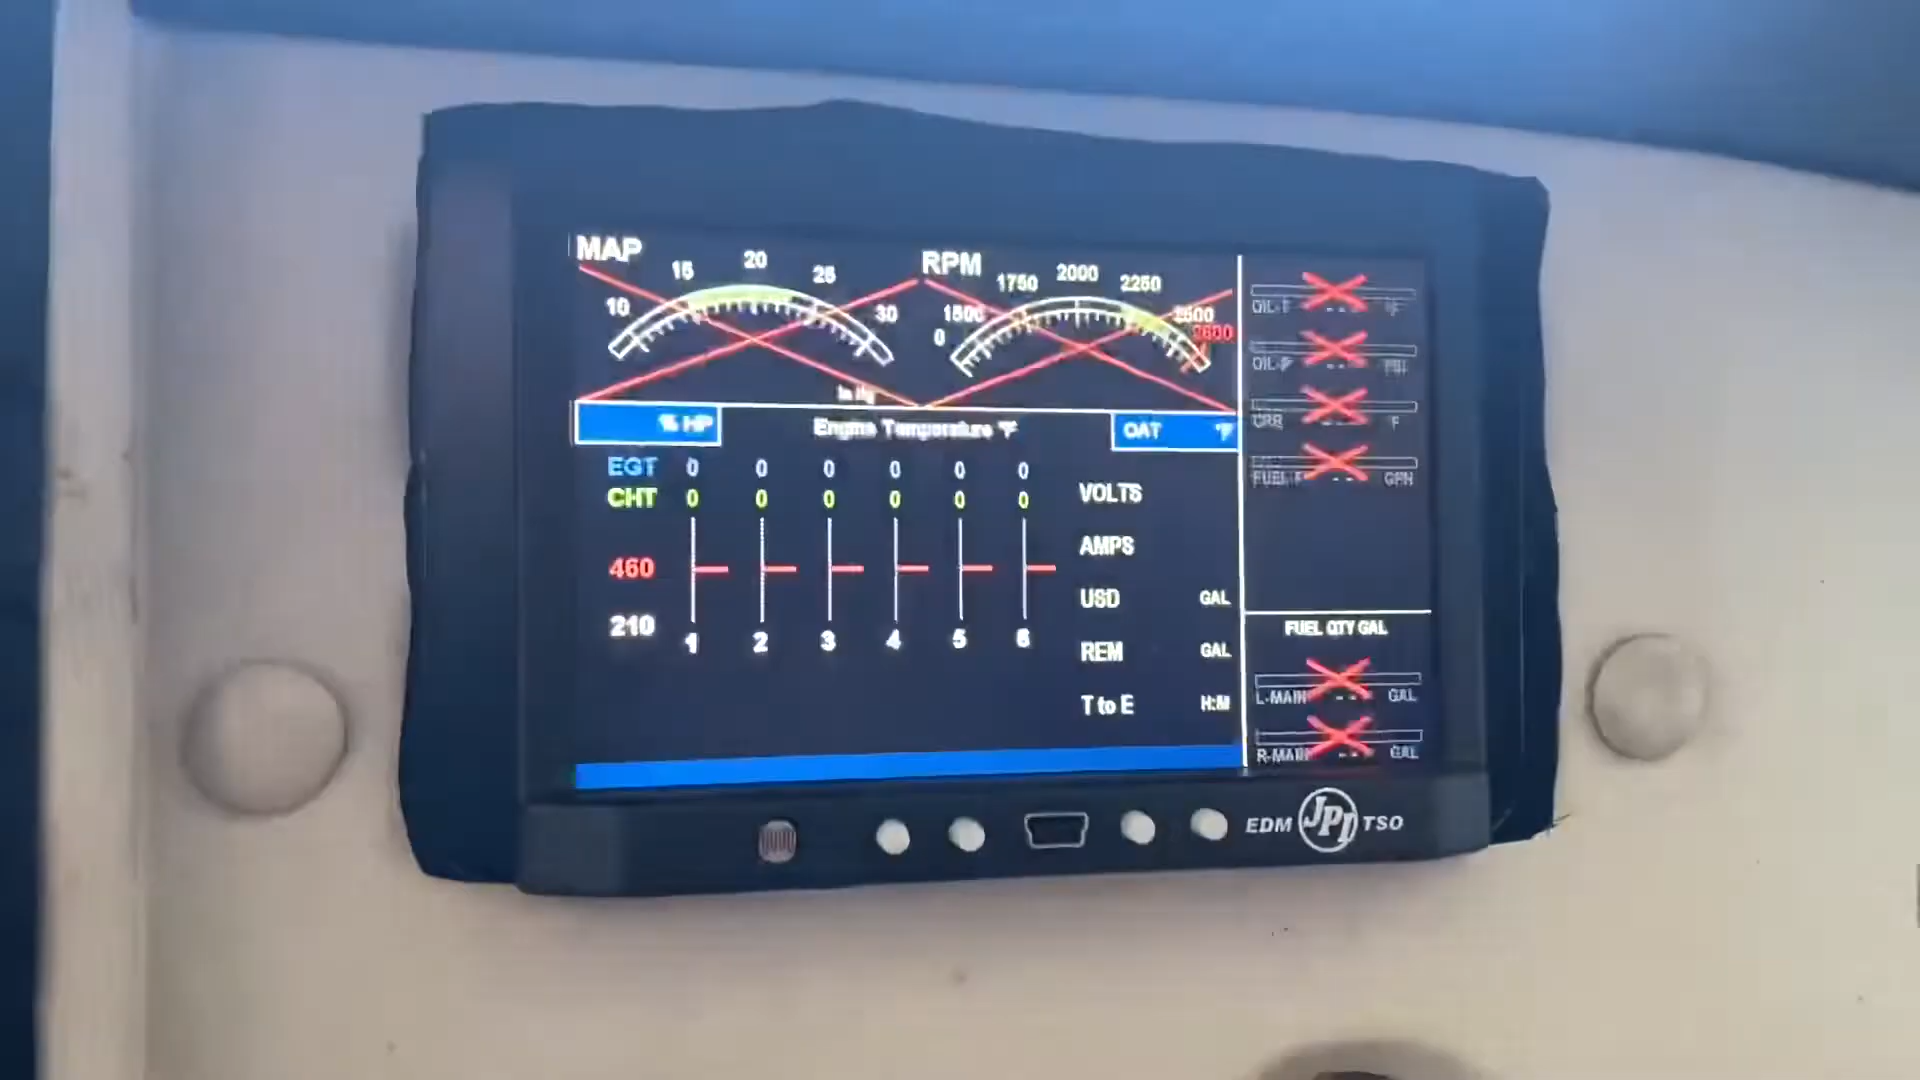 MAP
10 15 20 25 30
In Hg
RPM
0 1500 1750 2000 2250 2500 2600
% HP
Engine Temperature °F
OAT °F
EGT 0 0 0 0 0 0
CHT 0 0 0 0 0 0
460
210
1 2 3 4 5 6
VOLTS
AMPS
USD GAL
REM GAL
T to E H:M
OIL-T --- °F
OIL-P --- PSI
CRB --- F
FUEL-F -- GPH
FUEL QTY GAL
L-MAIN --- GAL
R-MAIN --- GAL
EDM JPI TSO